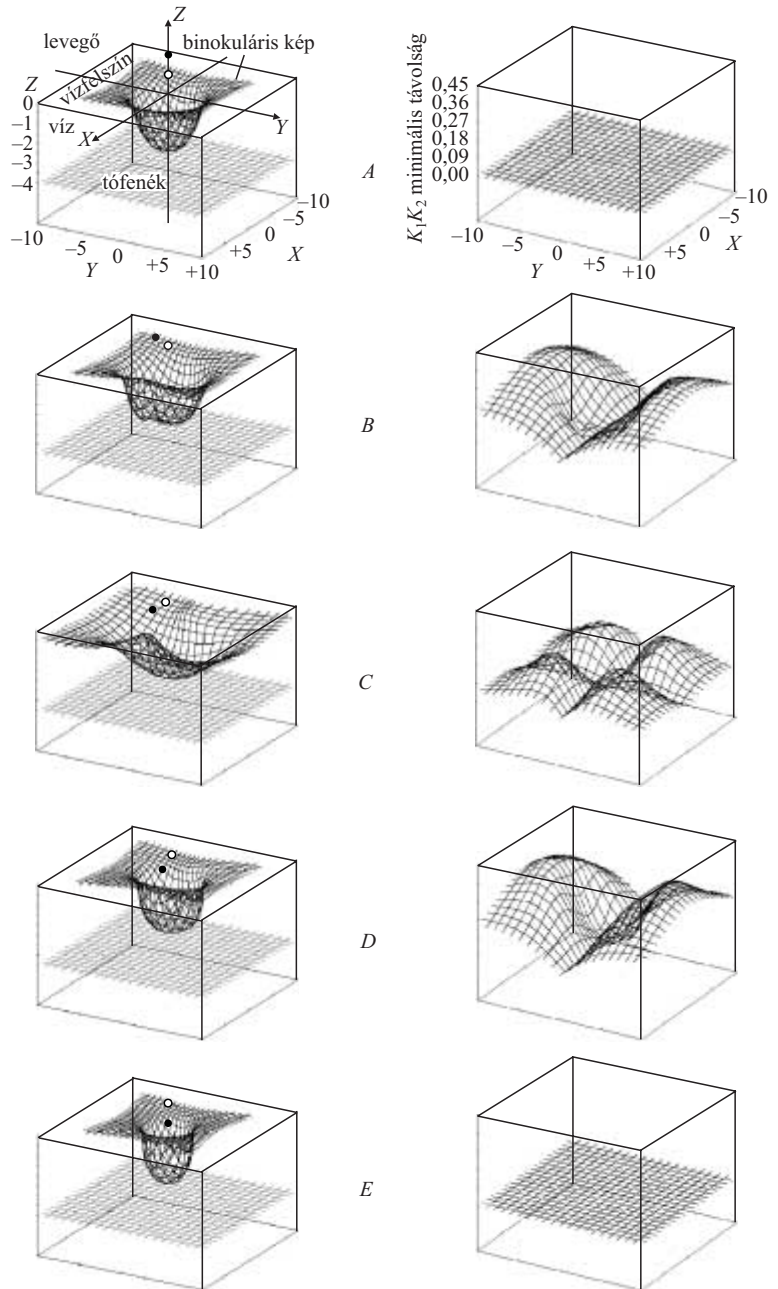 Z
levegő
binokuláris kép
vízfelszín
Z
0
–1
–2
–3
–4
víz
X
Y
tófenék
–10
–5
0
+5
+10
Y
+5
0
–5
–10
X
A
K1K2 minimális távolság
0,45
0,36
0,27
0,18
0,09
0,00
–10
–5
0
+5
+10
Y
+5
0
–5
–10
X
B
C
D
E